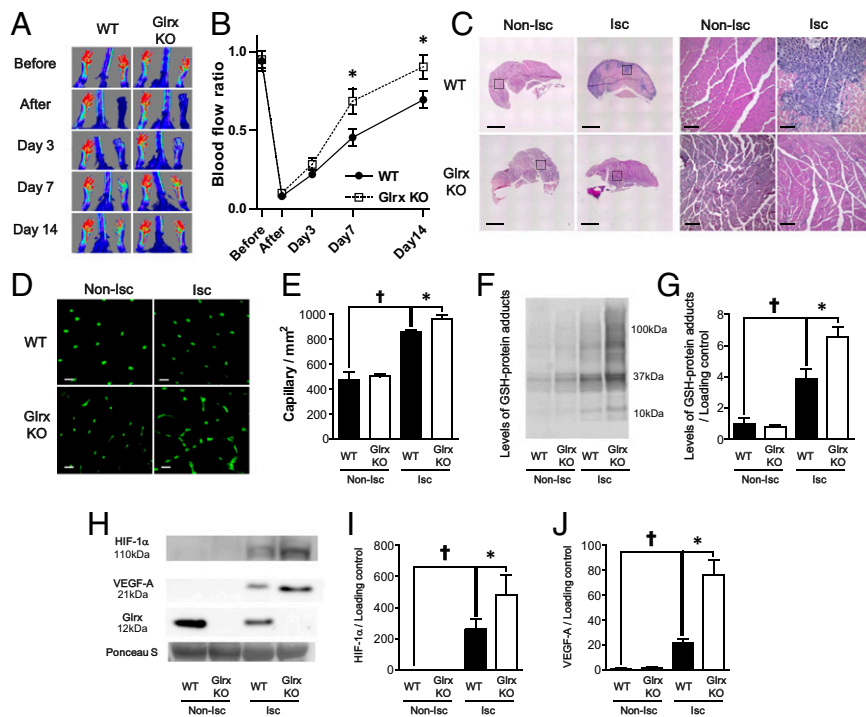 A
WT
Glrx
KO
Before
After
Day 3
Day 7
Day 14
B
Blood flow ratio
1.0
0.5
0.0
*
*
WT
Glrx KO
Before
After
Day3
Day7
Day14
C
Non-Isc
Isc
Non-Isc
Isc
WT
Glrx
KO
D
Non-Isc
Isc
WT
Glrx
KO
E
Capillary / mm²
1000
800
600
400
200
0
†
*
WT
Glrx
KO
WT
Glrx
KO
Non-Isc
Isc
F
Levels of GSH-protein adducts
100kDa
37kDa
10kDa
WT
Glrx
KO
WT
Glrx
KO
Non-Isc
Isc
G
Levels of GSH-protein adducts
/ Loading control
8
6
4
2
0
†
*
WT
Glrx
KO
WT
Glrx
KO
Non-Isc
Isc
H
HIF-1α
110kDa
VEGF-A
21kDa
Glrx
12kDa
Ponceau S
WT
Glrx
KO
WT
Glrx
KO
Non-Isc
Isc
I
HIF-1α / Loading control
800
600
400
200
0
†
*
WT
Glrx
KO
WT
Glrx
KO
Non-Isc
Isc
J
VEGF-A / Loading control
100
80
60
40
20
0
†
*
WT
Glrx
KO
WT
Glrx
KO
Non-Isc
Isc